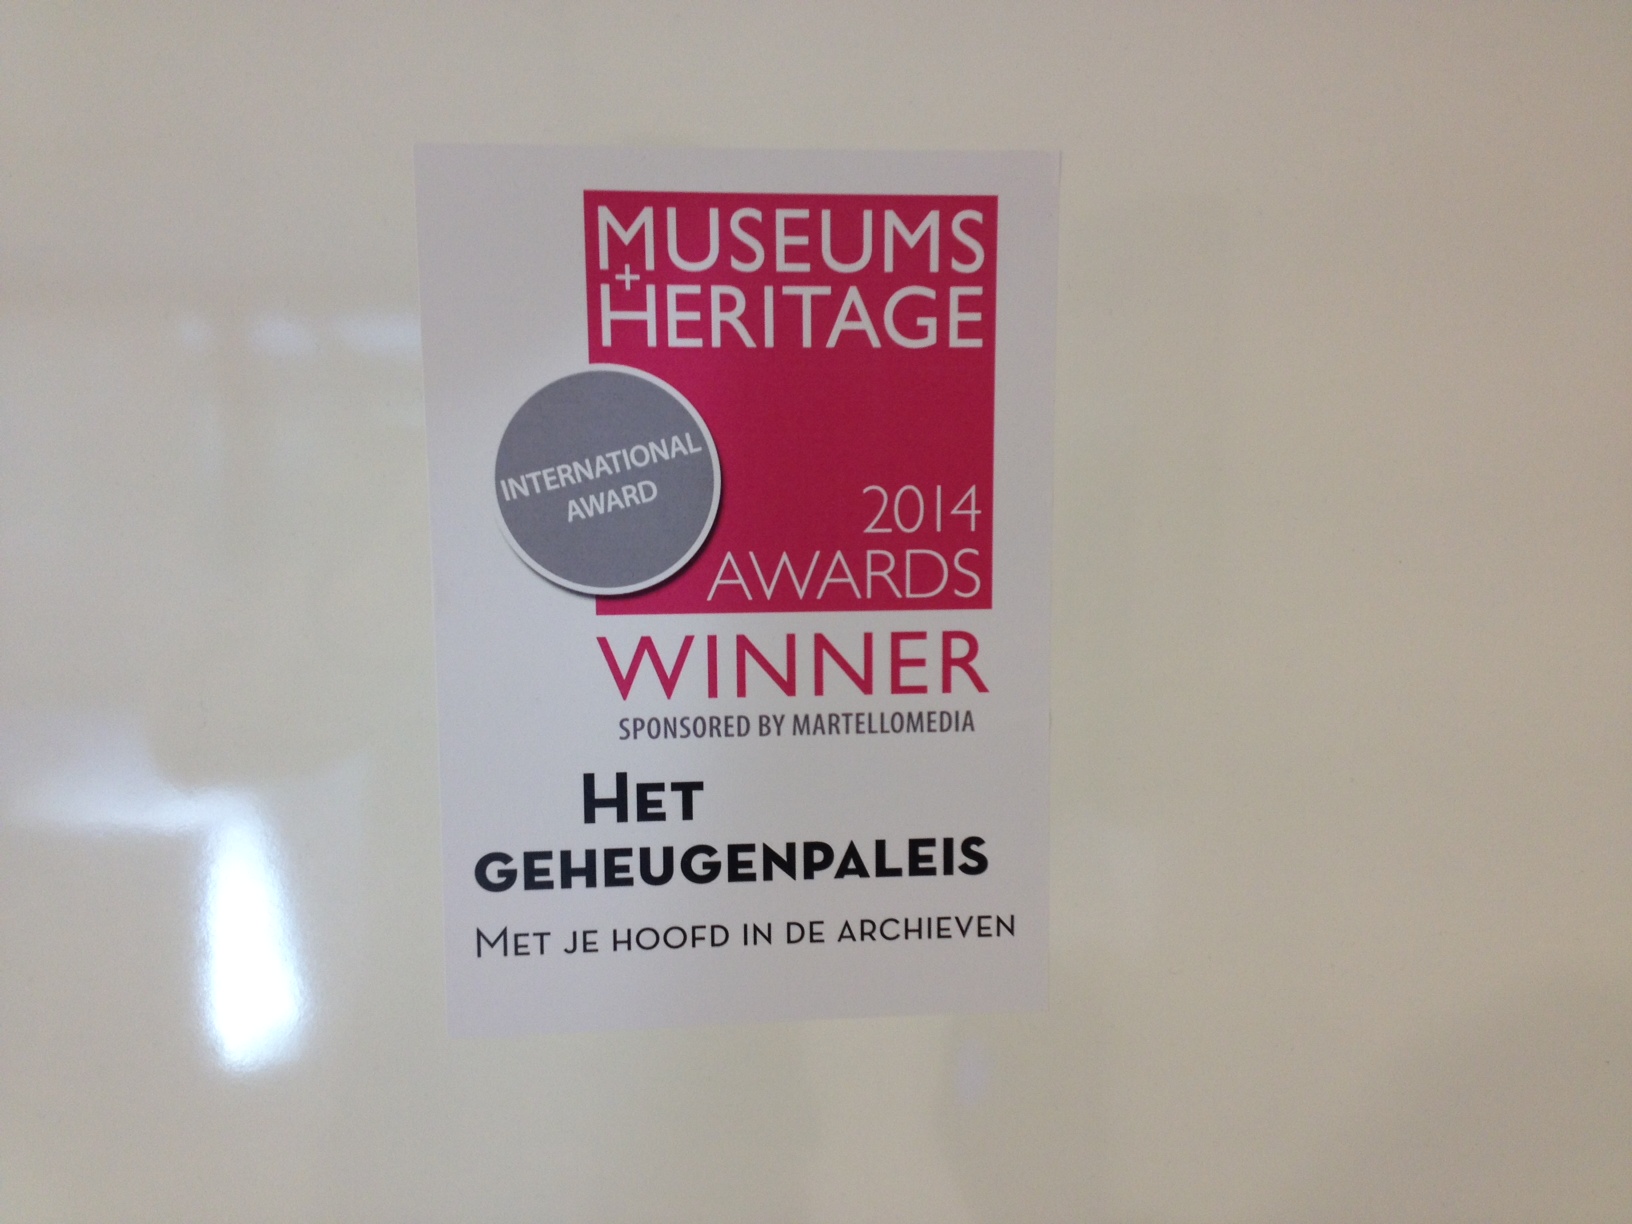 MUSEUMS
+
HERITAGE
INTERNATIONAL
AWARD
2014
AWARDS
WINNER
SPONSORED BY MARTELLOMEDIA
HET
GEHEUGENPALEIS
MET JE HOOFD IN DE ARCHIEVEN